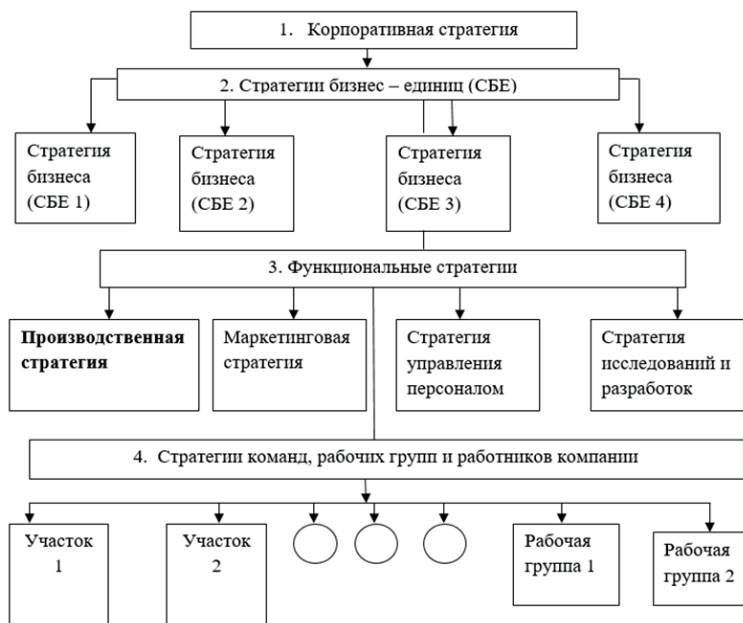 1. Корпоративная стратегия
2. Стратегии бизнес – единиц (СБЕ)
Стратегия
бизнеса
(СБЕ 1)
Стратегия
бизнеса
(СБЕ 2)
Стратегия
бизнеса
(СБЕ 3)
Стратегия
бизнеса
(СБЕ 4)
3. Функциональные стратегии
Производственная
стратегия
Маркетинговая
стратегия
Стратегия
управления
персоналом
Стратегия
исследований и
разработок
4. Стратегии команд, рабочих групп и работников компании
Участок
1
Участок
2
Рабочая
группа 1
Рабочая
группа 2